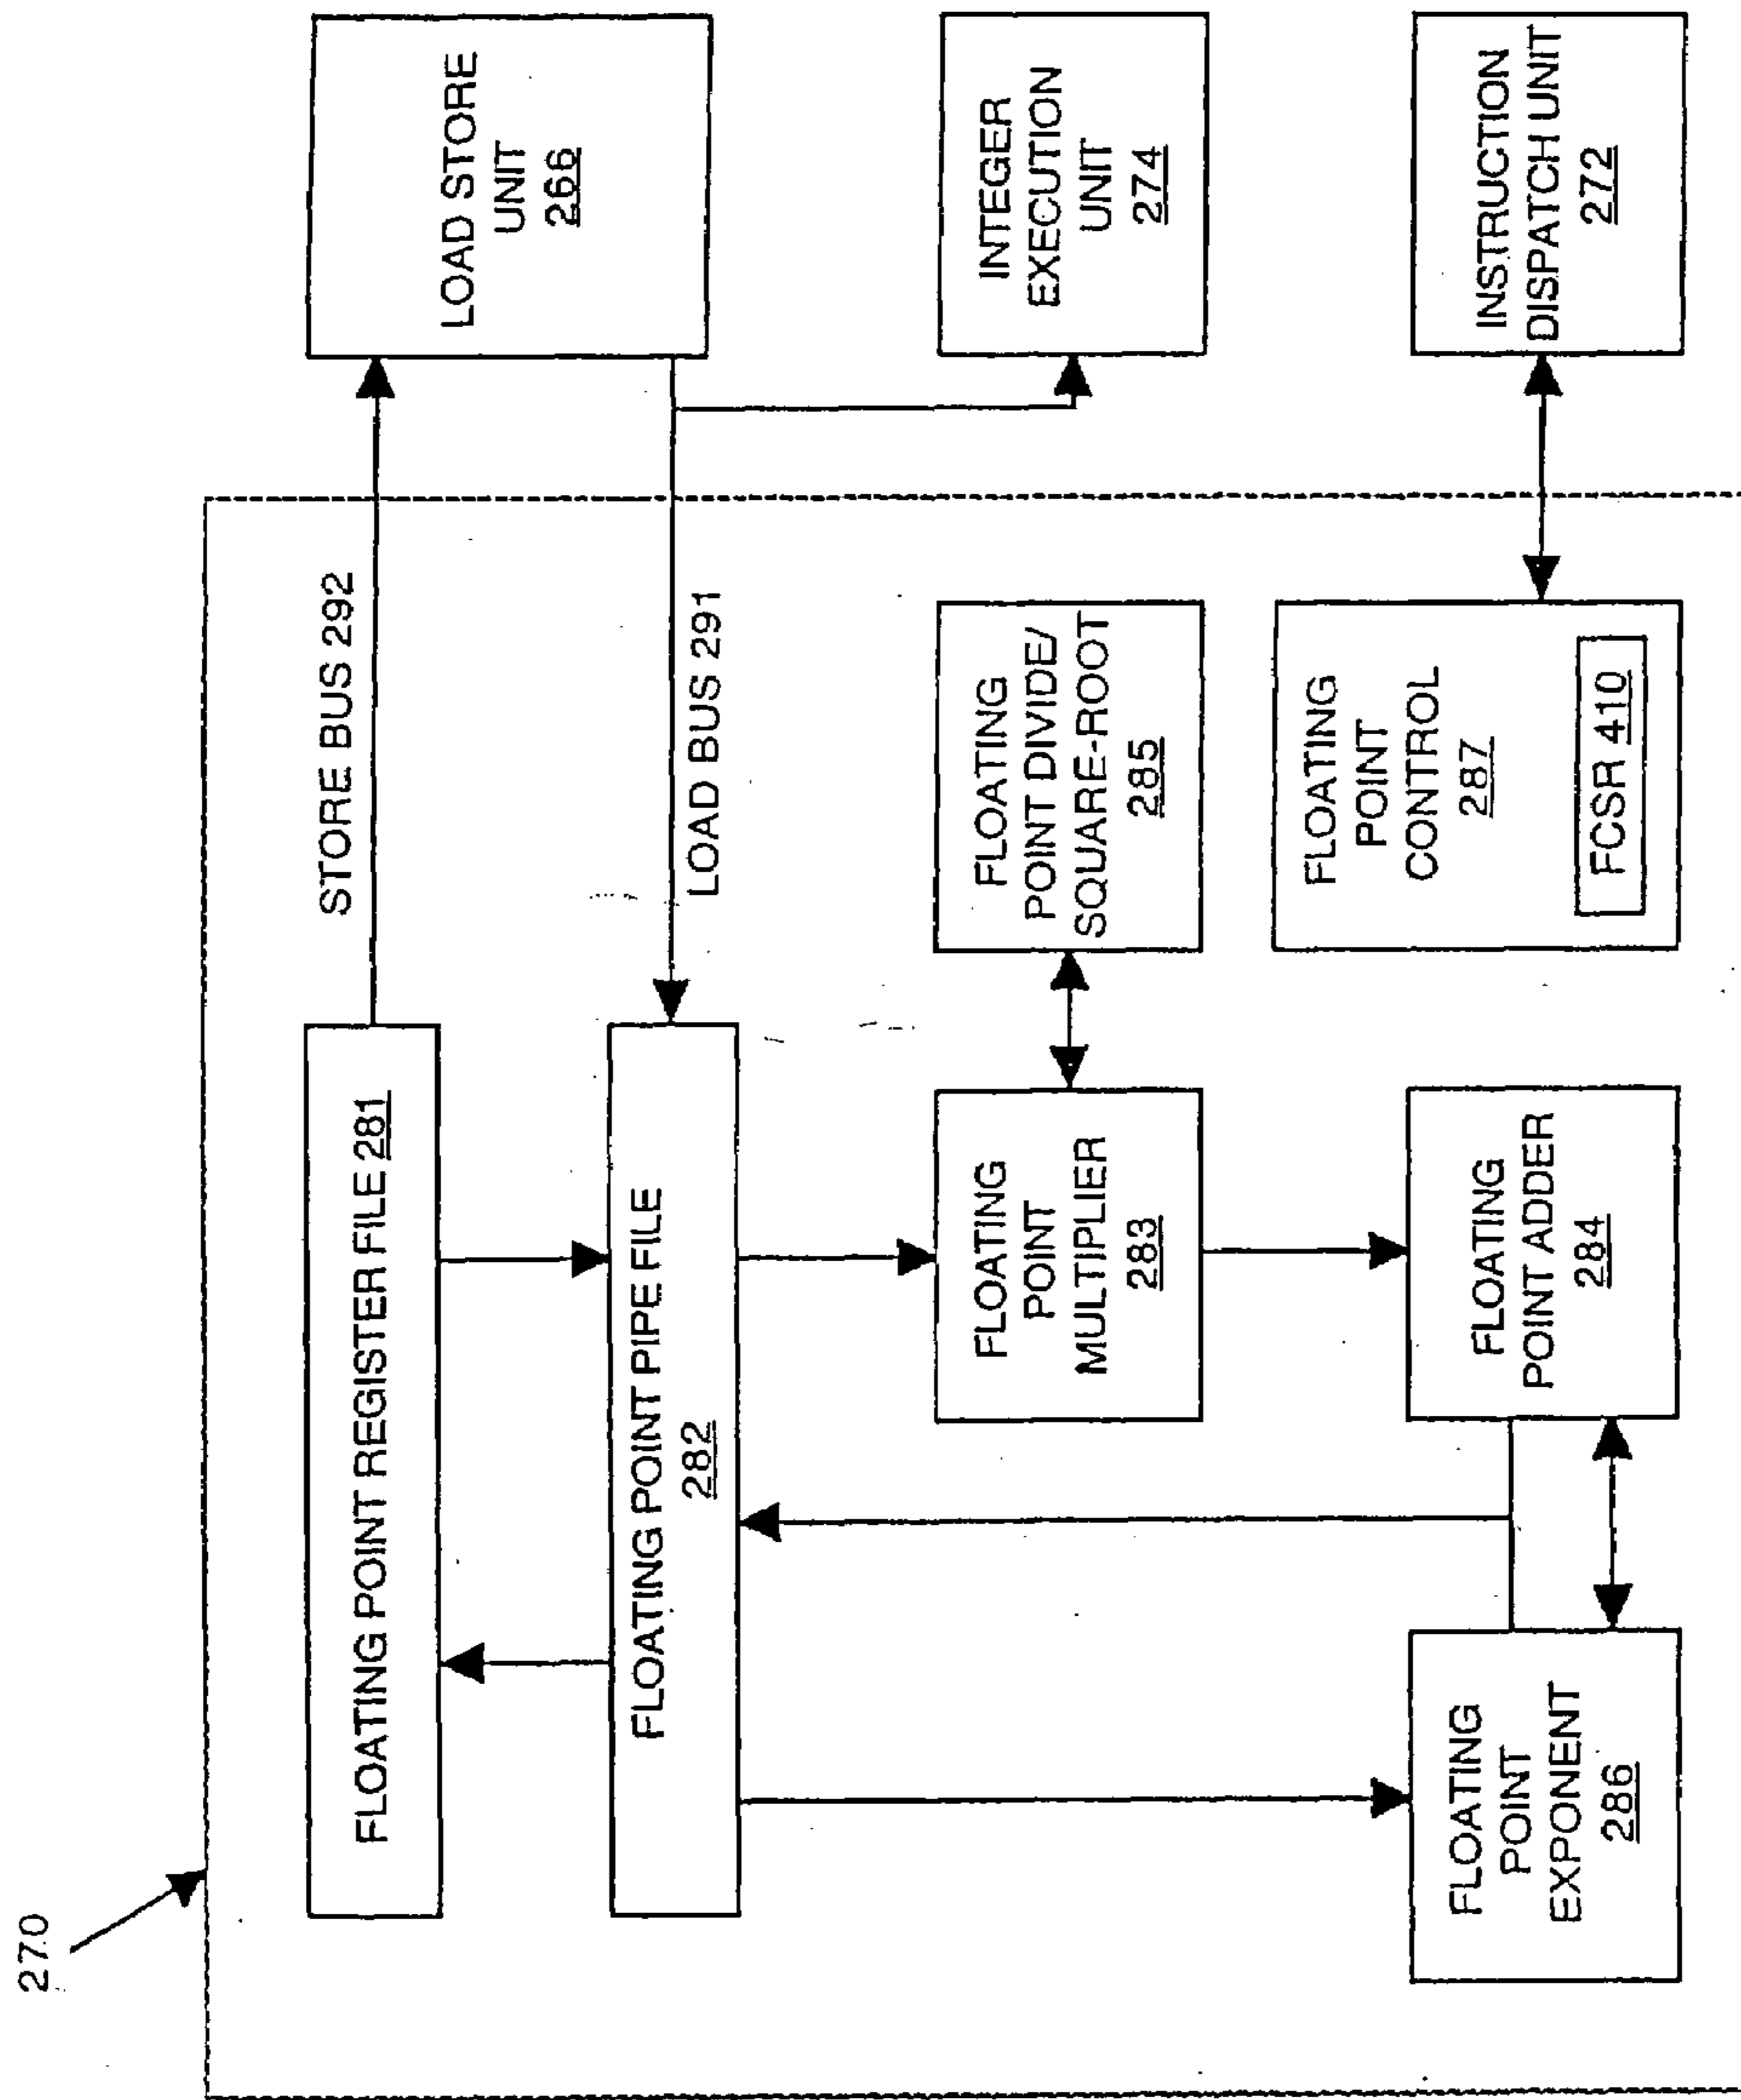 270
FLOATING POINT REGISTER FILE 281
STORE BUS 292
LOAD STORE
UNIT
266
FLOATING POINT PIPE FILE
282
LOAD BUS 291
FLOATING
POINT
MULTIPLIER
283
FLOATING
POINT DIVIDE/
SQUARE-ROOT
285
INTEGER
EXECUTION
UNIT
274
FLOATING
POINT
EXPONENT
286
FLOATING
POINT ADDER
284
FLOATING
POINT
CONTROL
287
FCSR 410
INSTRUCTION
DISPATCH UNIT
272